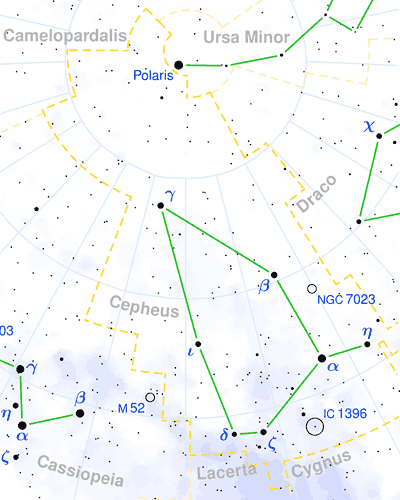 Camelopardalis
Ursa Minor
Polaris
χ
Draco
γ
β
NGC 7023
Cepheus
03
ι
η
α
γ
β
M 52
η
α
IC 1396
δ
ζ
ζ
Cassiopeia
Lacerta
Cygnus